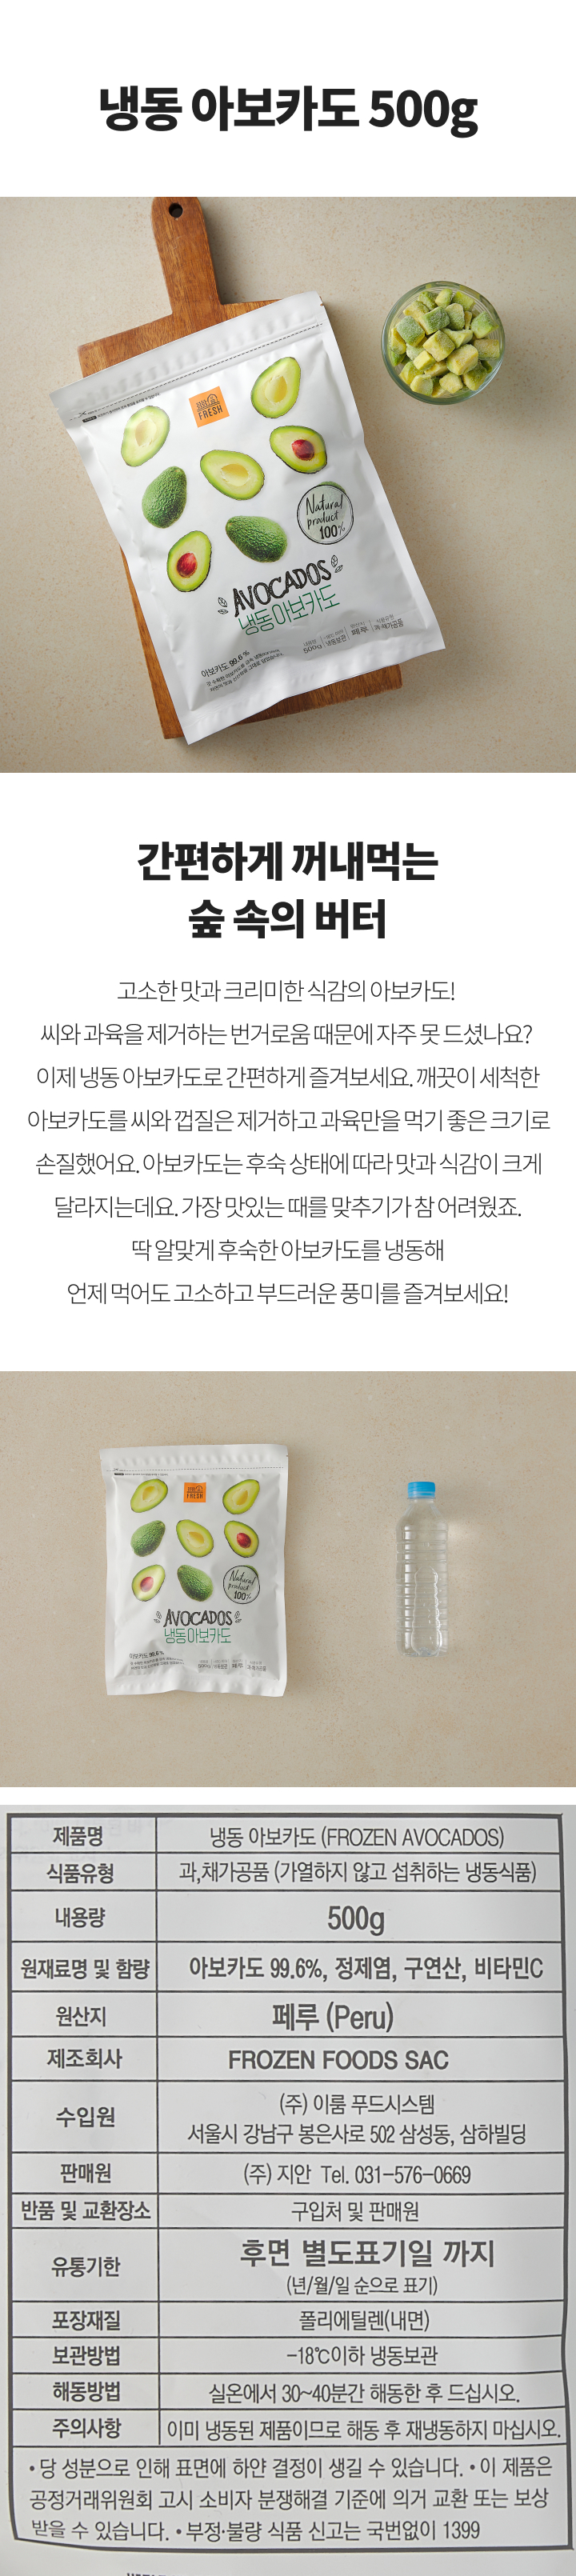 냉동 아보카도 500g
지안
FRESH
Natural
product
100%
AVOCADOS
냉동아보카도
아보카도 99.6%
500g 냉동보관 페루 과·채가공품
간편하게 꺼내먹는
숲 속의 버터
고소한 맛과 크리미한 식감의 아보카도!
씨와 과육을 제거하는 번거로움 때문에 자주 못 드셨나요?
이제 냉동 아보카도로 간편하게 즐겨보세요. 깨끗이 세척한
아보카도를 씨와 껍질은 제거하고 과육만을 먹기 좋은 크기로
손질했어요. 아보카도는 후숙 상태에 따라 맛과 식감이 크게
달라지는데요. 가장 맛있는 때를 맞추기가 참 어려웠죠.
딱 알맞게 후숙한 아보카도를 냉동해
언제 먹어도 고소하고 부드러운 풍미를 즐겨보세요!
FRESH
Natural
product
100%
AVOCADOS
냉동아보카도
아보카도 99.6%
제품명 냉동 아보카도 (FROZEN AVOCADOS)
식품유형 과,채가공품 (가열하지 않고 섭취하는 냉동식품)
내용량 500g
원재료명 및 함량 아보카도 99.6%, 정제염, 구연산, 비타민C
원산지 페루 (Peru)
제조회사 FROZEN FOODS SAC
수입원 (주) 이룸 푸드시스템
서울시 강남구 봉은사로 502 삼성동, 삼하빌딩
판매원 (주) 지안 Tel. 031-576-0669
반품 및 교환장소 구입처 및 판매원
유통기한 후면 별도표기일 까지
(년/월/일 순으로 표기)
포장재질 폴리에틸렌(내면)
보관방법 -18℃이하 냉동보관
해동방법 실온에서 30~40분간 해동한 후 드십시오.
주의사항 이미 냉동된 제품이므로 해동 후 재냉동하지 마십시오.
• 당 성분으로 인해 표면에 하얀 결정이 생길 수 있습니다. • 이 제품은
공정거래위원회 고시 소비자 분쟁해결 기준에 의거 교환 또는 보상
받을 수 있습니다. • 부정·불량 식품 신고는 국번없이 1399